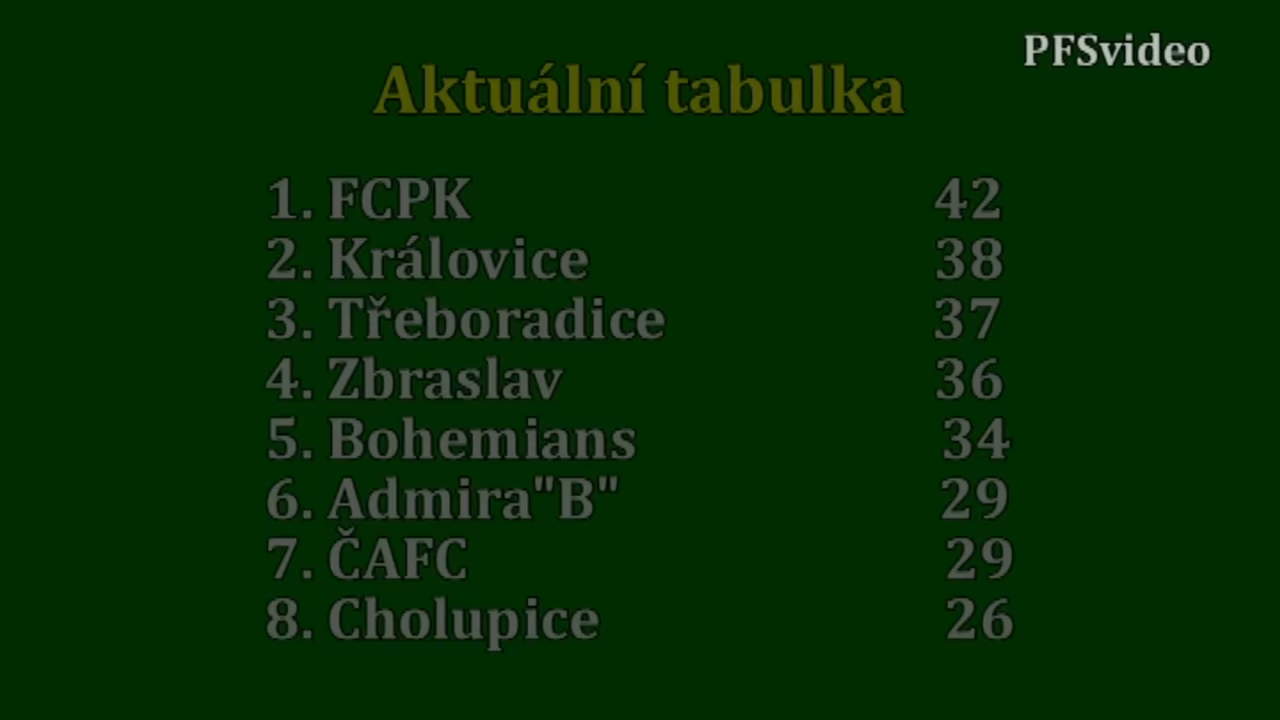 PFSvideo
Aktuální tabulka
1. FCPK 42
2. Královice 38
3. Třeboradice 37
4. Zbraslav 36
5. Bohemians 34
6. Admira"B" 29
7. ČAFC 29
8. Cholupice 26